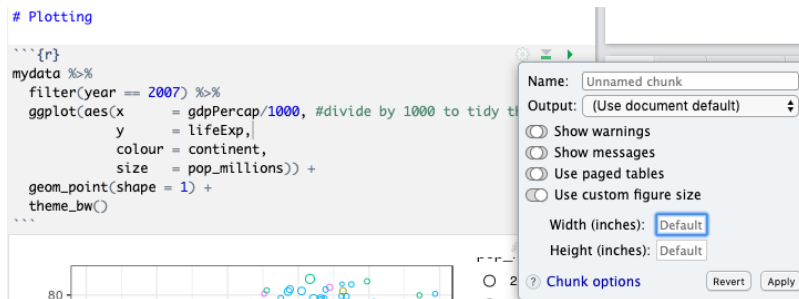 # Plotting
```{r}
mydata %>%
filter(year == 2007) %>%
ggplot(aes(x = gdpPercap/1000, #divide by 1000 to tidy
y = lifeExp,
colour = continent,
size = pop_millions)) +
geom_point(shape = 1) +
theme_bw()
```
80
2
Name: Unnamed chunk
Output: (Use document default)
Show warnings
Show messages
Use paged tables
Use custom figure size
Width (inches): Default
Height (inches): Default
? Chunk options Revert Apply